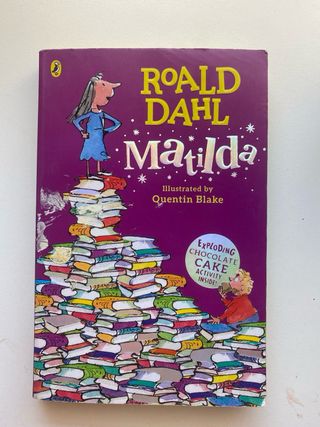 ROALD
DAHL
Matilda
Illustrated by
Quentin Blake
EXPLODING
CHOCOLATE
CAKE
ACTIVITY
INSIDE!